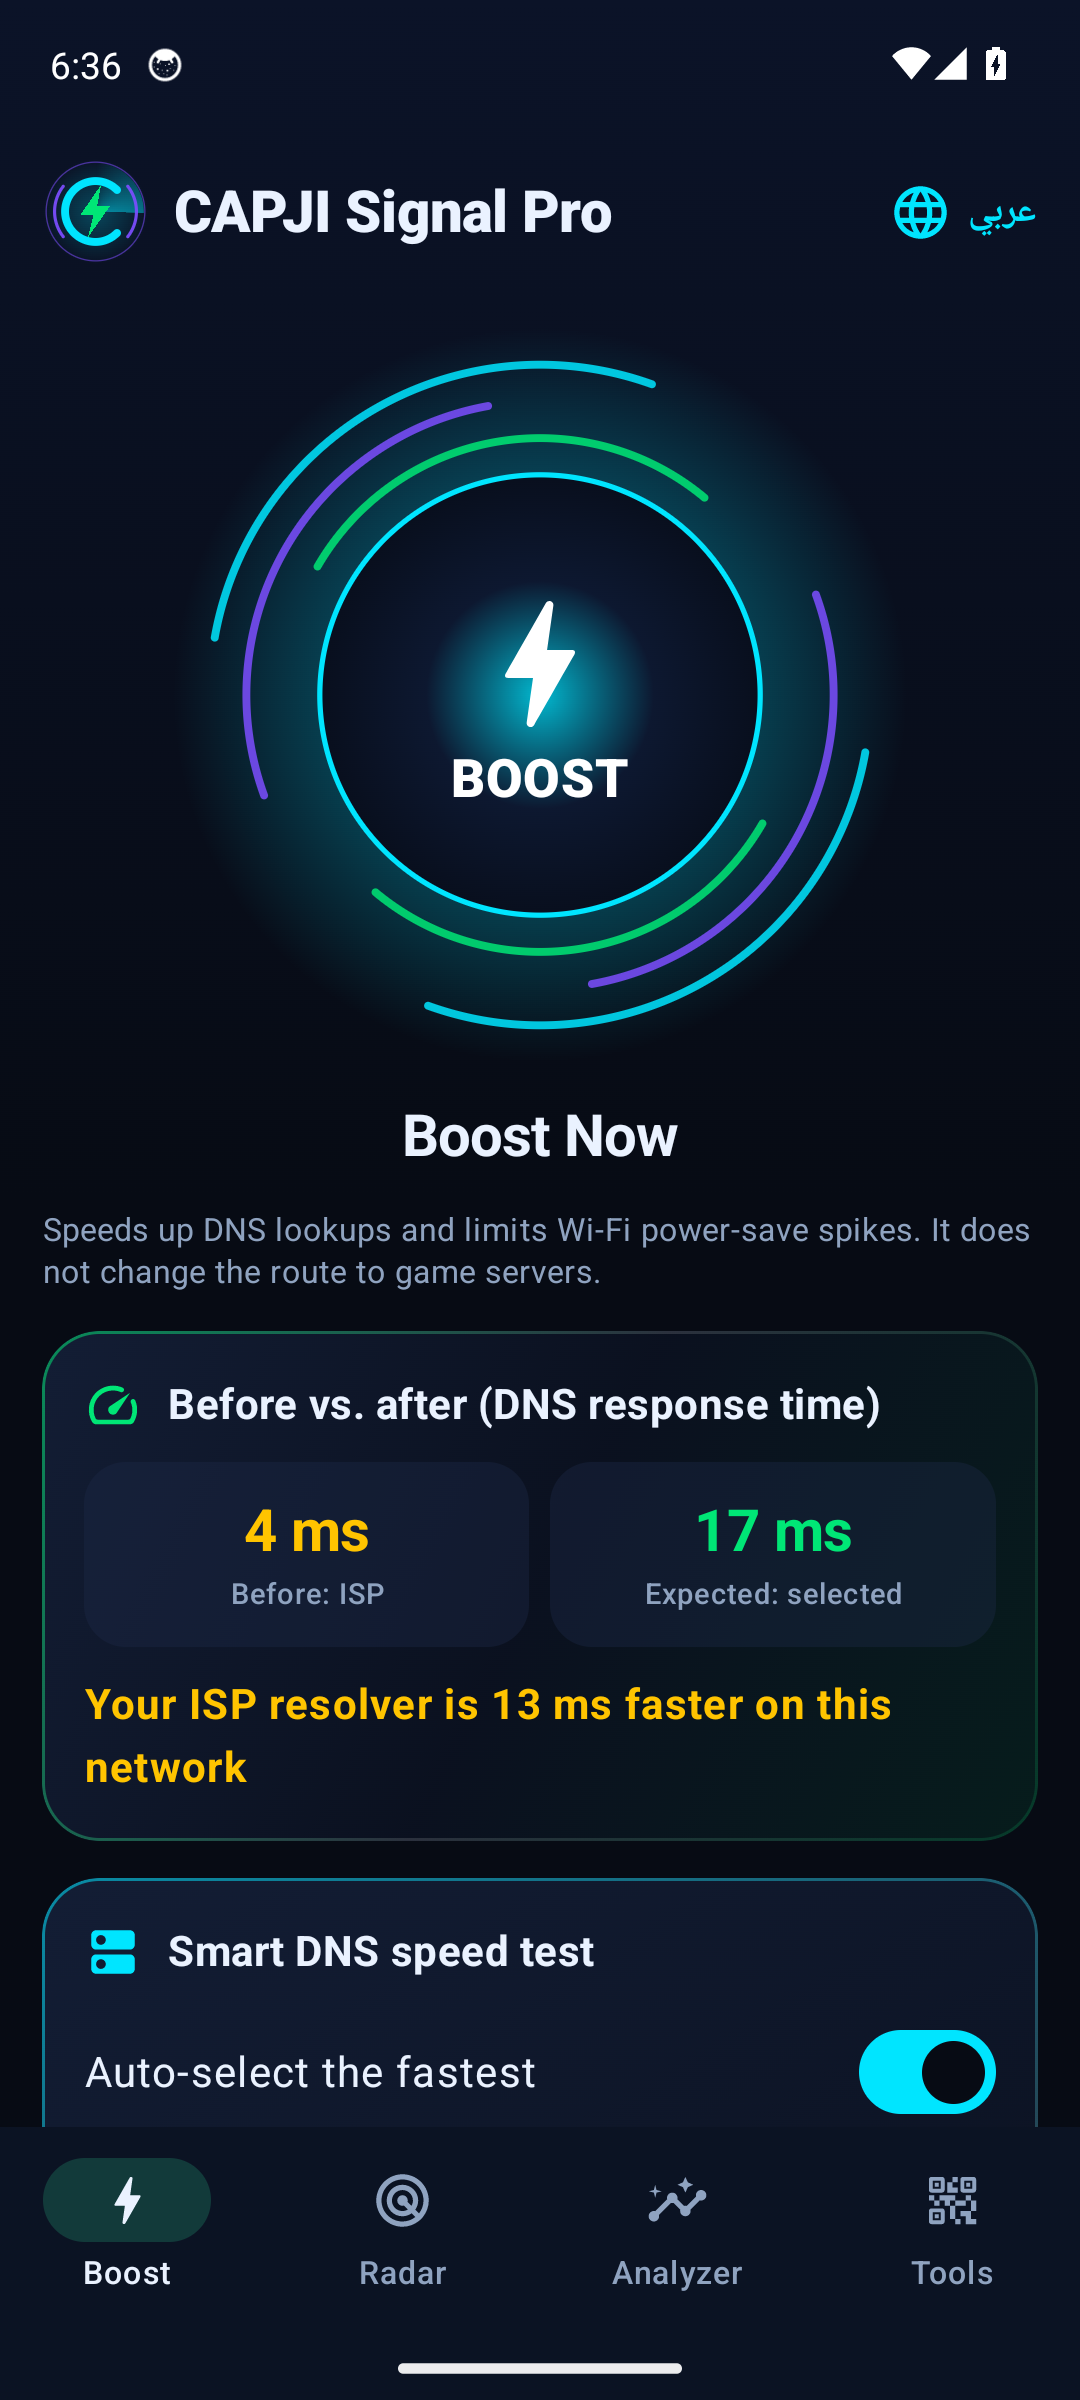 6:36
CAPJI Signal Pro
عربي
BOOST
Boost Now
Speeds up DNS lookups and limits Wi-Fi power-save spikes. It does
not change the route to game servers.
Before vs. after (DNS response time)
4 ms
Before: ISP
17 ms
Expected: selected
Your ISP resolver is 13 ms faster on this
network
Smart DNS speed test
Auto-select the fastest
Boost
Radar
Analyzer
Tools